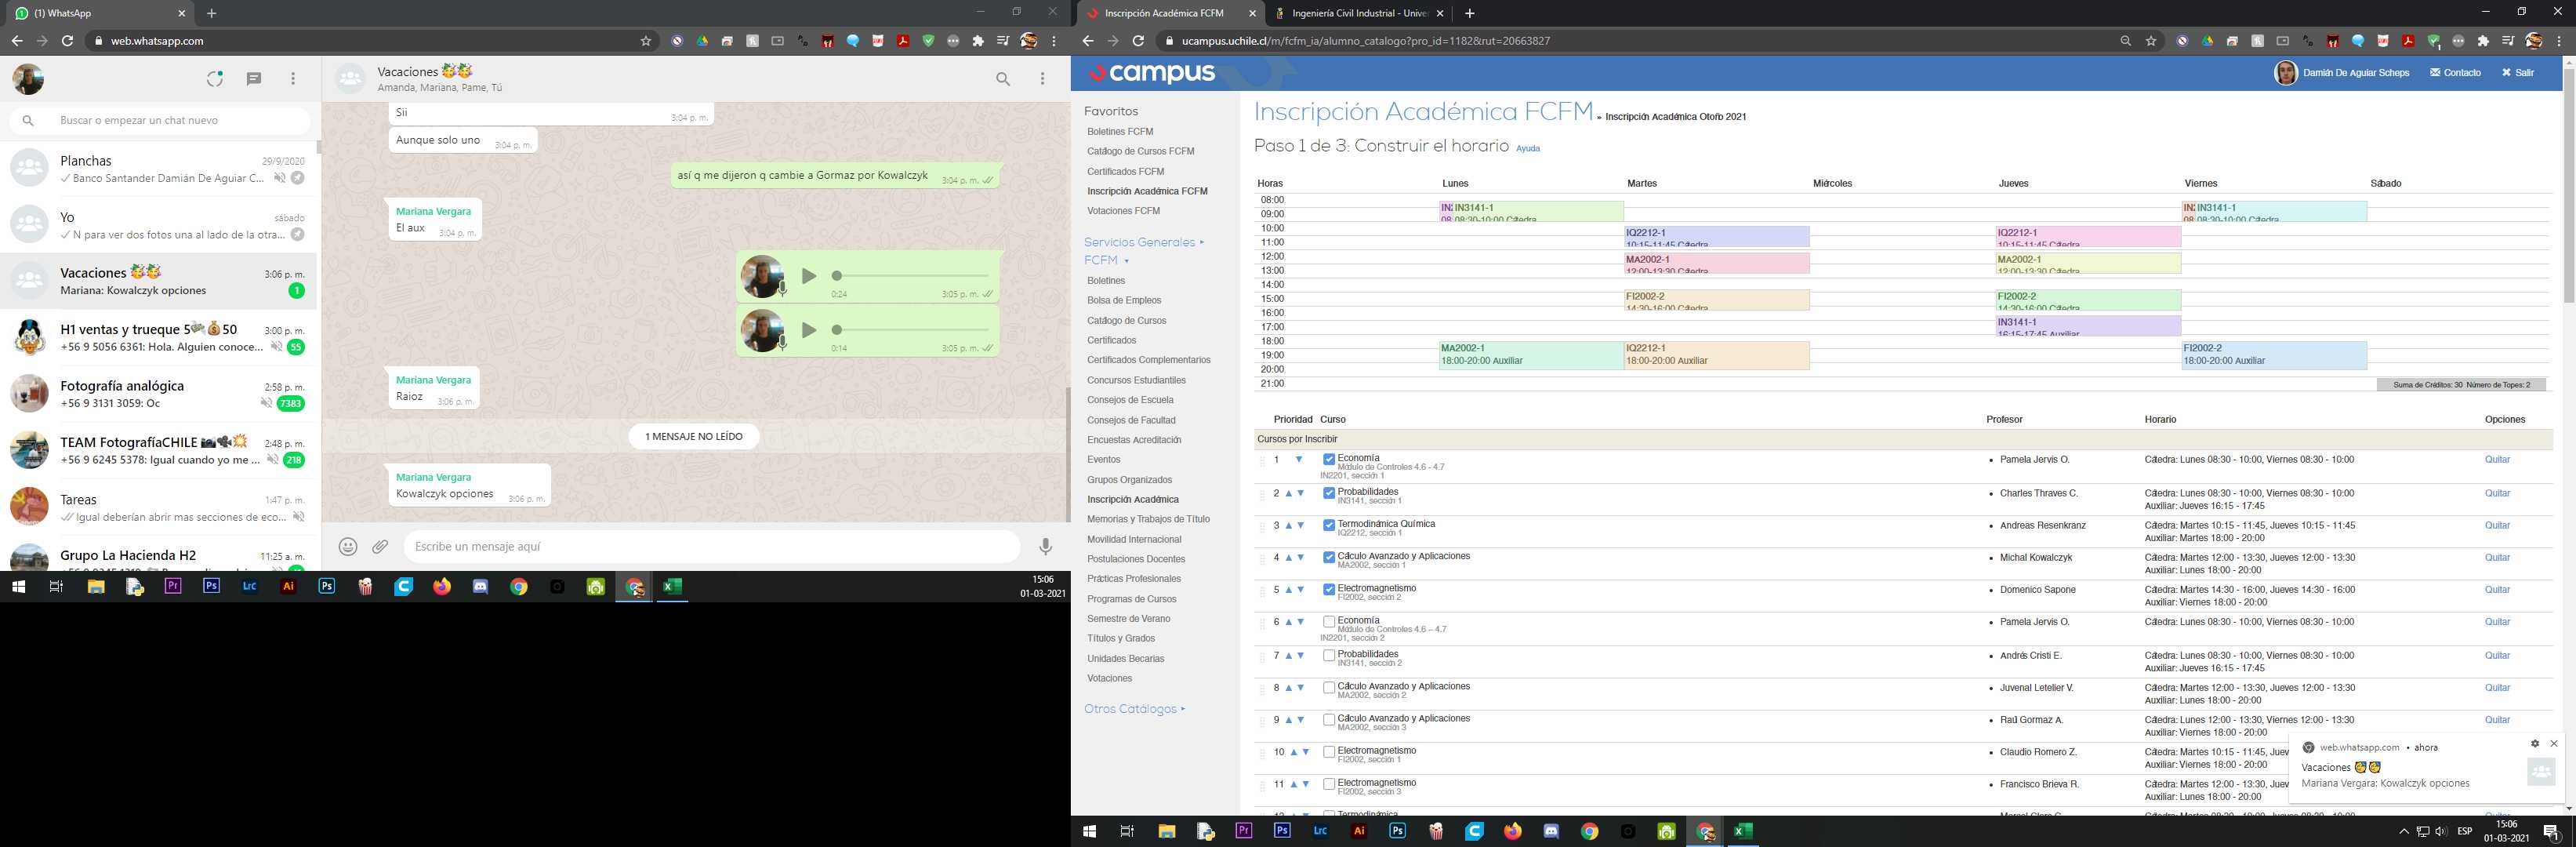 (1) WhatsApp
web.whatsapp.com
Vacaciones
Amanda, Mariana, Pame, Tú
Buscar o empezar un chat nuevo
Planchas
29/9/2020
Banco Santander Damián De Aguiar C...
Yo
sábado
N para ver dos fotos una al lado de la otra...
Vacaciones
3:06 p. m.
Mariana: Kowalczyk opciones
1
H1 ventas y trueque 5 50
3:00 p. m.
+56 9 5056 6361: Hola. Alguien conoce...
55
Fotografía analógica
2:58 p. m.
+56 9 3131 3059: Oc
7383
TEAM FotografíaCHILE
2:48 p. m.
+56 9 6245 5378: Igual cuando yo me ...
218
Tareas
1:47 p. m.
Igual deberían abrir mas secciones de eco...
Grupo La Hacienda H2
11:25 a. m.
Sii
3:04 p. m.
Aunque solo uno
3:04 p. m.
así q me dijeron q cambie a Gormaz por Kowalczyk
3:04 p. m.
Mariana Vergara
El aux
3:04 p. m.
0:24
3:05 p. m.
0:14
3:05 p. m.
Mariana Vergara
Raioz
3:06 p. m.
1 MENSAJE NO LEÍDO
Mariana Vergara
Kowalczyk opciones
3:06 p. m.
Escribe un mensaje aquí
Pr
Ps
Lrc
Ai
Ps
15:06
01-03-2021
Inscripción Académica FCFM
Ingeniería Civil Industrial - Unive
ucampus.uchile.cl/m/fcfm_ia/alumno_catalogo?pro_id=1182&rut=20663827
campus
Damián De Aguiar Scheps
Contacto
Salir
Favoritos
Boletines FCFM
Catálogo de Cursos FCFM
Certificados FCFM
Inscripción Académica FCFM
Votaciones FCFM
Servicios Generales
FCFM
Boletines
Bolsa de Empleos
Catálogo de Cursos
Certificados
Certificados Complementarios
Concursos Estudiantiles
Consejos de Escuela
Consejos de Facultad
Encuestas Acreditación
Eventos
Grupos Organizados
Inscripción Académica
Memorias y Trabajos de Título
Movilidad Internacional
Postulaciones Docentes
Prácticas Profesionales
Programas de Cursos
Semestre de Verano
Títulos y Grados
Unidades Becarias
Votaciones
Otros Catálogos
Inscripción Académica FCFM » Inscripción Académica Otoño 2021
Paso 1 de 3: Construir el horario Ayuda
Horas Lunes Martes Miércoles Jueves Viernes Sábado
08:00
09:00
10:00
11:00
12:00
13:00
14:00
15:00
16:00
17:00
18:00
19:00
20:00
21:00
IN3141-1
08:30-10:00 Cátedra
MA2002-1
18:00-20:00 Auxiliar
IQ2212-1
10:15-11:45 Cátedra
MA2002-1
12:00-13:30 Cátedra
FI2002-2
14:30-16:00 Cátedra
IQ2212-1
18:00-20:00 Auxiliar
IQ2212-1
10:15-11:45 Cátedra
MA2002-1
12:00-13:30 Cátedra
FI2002-2
14:30-16:00 Cátedra
IN3141-1
16:15-17:45 Auxiliar
IN3141-1
08:30-10:00 Cátedra
FI2002-2
18:00-20:00 Auxiliar
Suma de Créditos: 30 Número de Topes: 2
Prioridad Curso Profesor Horario Opciones
Cursos por Inscribir
1 Economía Pamela Jervis O. Cátedra: Lunes 08:30 - 10:00, Viernes 08:30 - 10:00 Quitar
Módulo de Controles 4.6 - 4.7
IN2201, sección 1
2 Probabilidades Charles Thraves C. Cátedra: Lunes 08:30 - 10:00, Viernes 08:30 - 10:00 Quitar
IN3141, sección 1 Auxiliar: Jueves 16:15 - 17:45
3 Termodinámica Química Andreas Resenkranz Cátedra: Martes 10:15 - 11:45, Jueves 10:15 - 11:45 Quitar
IQ2212, sección 1 Auxiliar: Martes 18:00 - 20:00
4 Cálculo Avanzado y Aplicaciones Michal Kowalczyk Cátedra: Martes 12:00 - 13:30, Jueves 12:00 - 13:30 Quitar
MA2002, sección 1 Auxiliar: Lunes 18:00 - 20:00
5 Electromagnetismo Domenico Sapone Cátedra: Martes 14:30 - 16:00, Jueves 14:30 - 16:00 Quitar
FI2002, sección 2 Auxiliar: Viernes 18:00 - 20:00
6 Economía Pamela Jervis O. Cátedra: Lunes 08:30 - 10:00, Viernes 08:30 - 10:00 Quitar
Módulo de Controles 4.6 – 4.7
IN2201, sección 2
7 Probabilidades Andrés Cristi E. Cátedra: Lunes 08:30 - 10:00, Viernes 08:30 - 10:00 Quitar
IN3141, sección 2 Auxiliar: Jueves 16:15 - 17:45
8 Cálculo Avanzado y Aplicaciones Juvenal Letelier V. Cátedra: Martes 12:00 - 13:30, Jueves 12:00 - 13:30 Quitar
MA2002, sección 2 Auxiliar: Lunes 18:00 - 20:00
9 Cálculo Avanzado y Aplicaciones Raúl Gormaz A. Cátedra: Lunes 12:00 - 13:30, Viernes 12:00 - 13:30 Quitar
MA2002, sección 3 Auxiliar: Viernes 18:00 - 20:00
10 Electromagnetismo Claudio Romero Z. Cátedra: Martes 10:15 - 11:45, Juev
FI2002, sección 1 Auxiliar: Viernes 18:00 - 20:00
11 Electromagnetismo Francisco Brieva R. Cátedra: Martes 12:00 - 13:30, Juev
FI2002, sección 3 Auxiliar: Lunes 18:00 - 20:00
web.whatsapp.com • ahora
Vacaciones
Mariana Vergara: Kowalczyk opciones
Pr
Ps
Lrc
Ai
Ps
ESP
15:06
01-03-2021
1